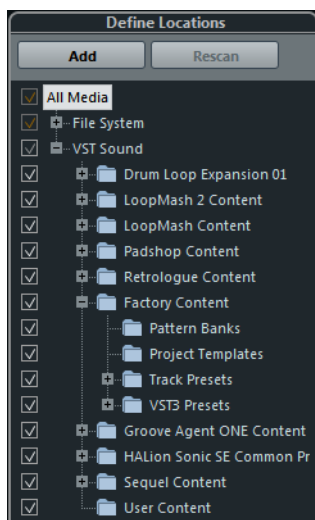 Define Locations
Add Rescan
All Media
File System
VST Sound
Drum Loop Expansion 01
LoopMash 2 Content
LoopMash Content
Padshop Content
Retrologue Content
Factory Content
Pattern Banks
Project Templates
Track Presets
VST3 Presets
Groove Agent ONE Content
HALion Sonic SE Common Pr
Sequel Content
User Content